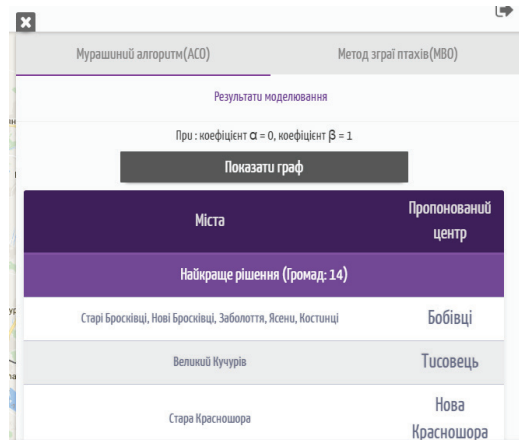 Мурашиний алгоритм(ACO) Метод зграї птахів(MBO)
Результати моделювання
При : коефіцієнт α = 0, коефіцієнт β = 1
Показати граф
Міста Пропонований центр
Найкраще рішення (Громад: 14)
Старі Бросківці, Нові Бросківці, Заболоття, Ясени, Костинці Бобівці
Великий Кучурів Тисовець
Стара Красношора Нова Красношора